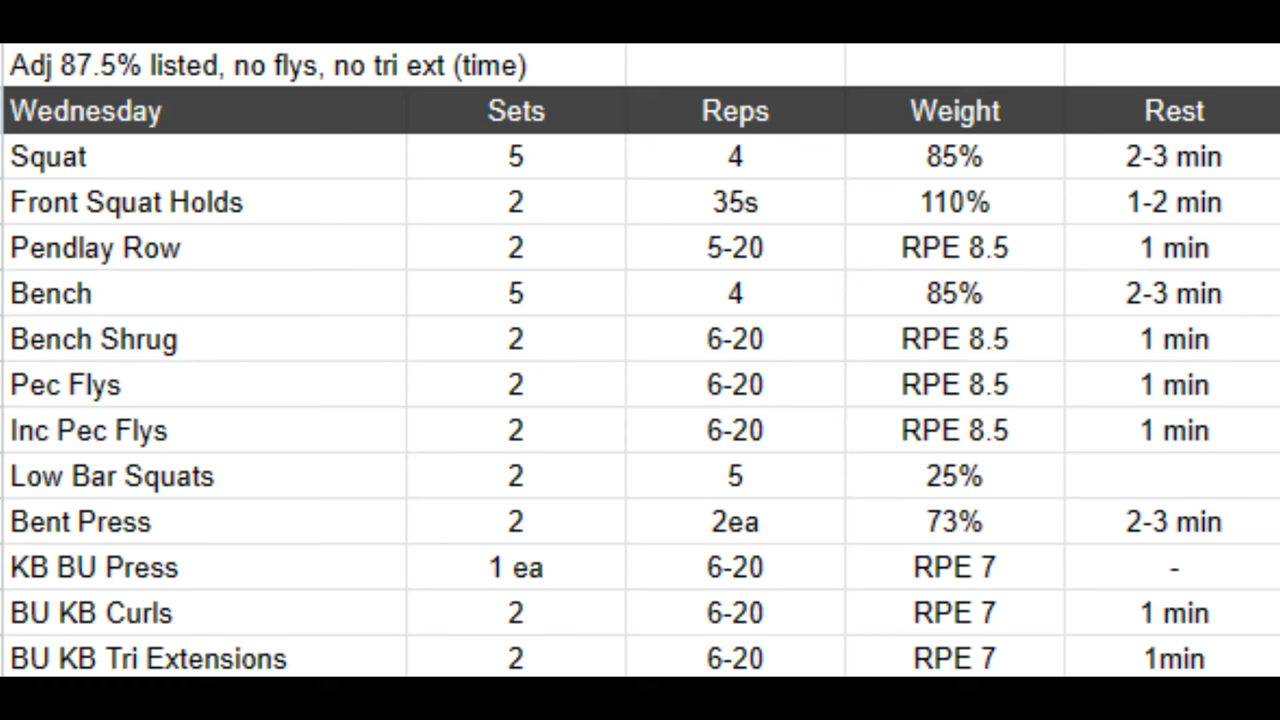 Adj 87.5% listed, no flys, no tri ext (time)
Wednesday Sets Reps Weight Rest
Squat 5 4 85% 2-3 min
Front Squat Holds 2 35s 110% 1-2 min
Pendlay Row 2 5-20 RPE 8.5 1 min
Bench 5 4 85% 2-3 min
Bench Shrug 2 6-20 RPE 8.5 1 min
Pec Flys 2 6-20 RPE 8.5 1 min
Inc Pec Flys 2 6-20 RPE 8.5 1 min
Low Bar Squats 2 5 25%
Bent Press 2 2ea 73% 2-3 min
KB BU Press 1 ea 6-20 RPE 7 -
BU KB Curls 2 6-20 RPE 7 1 min
BU KB Tri Extensions 2 6-20 RPE 7 1min